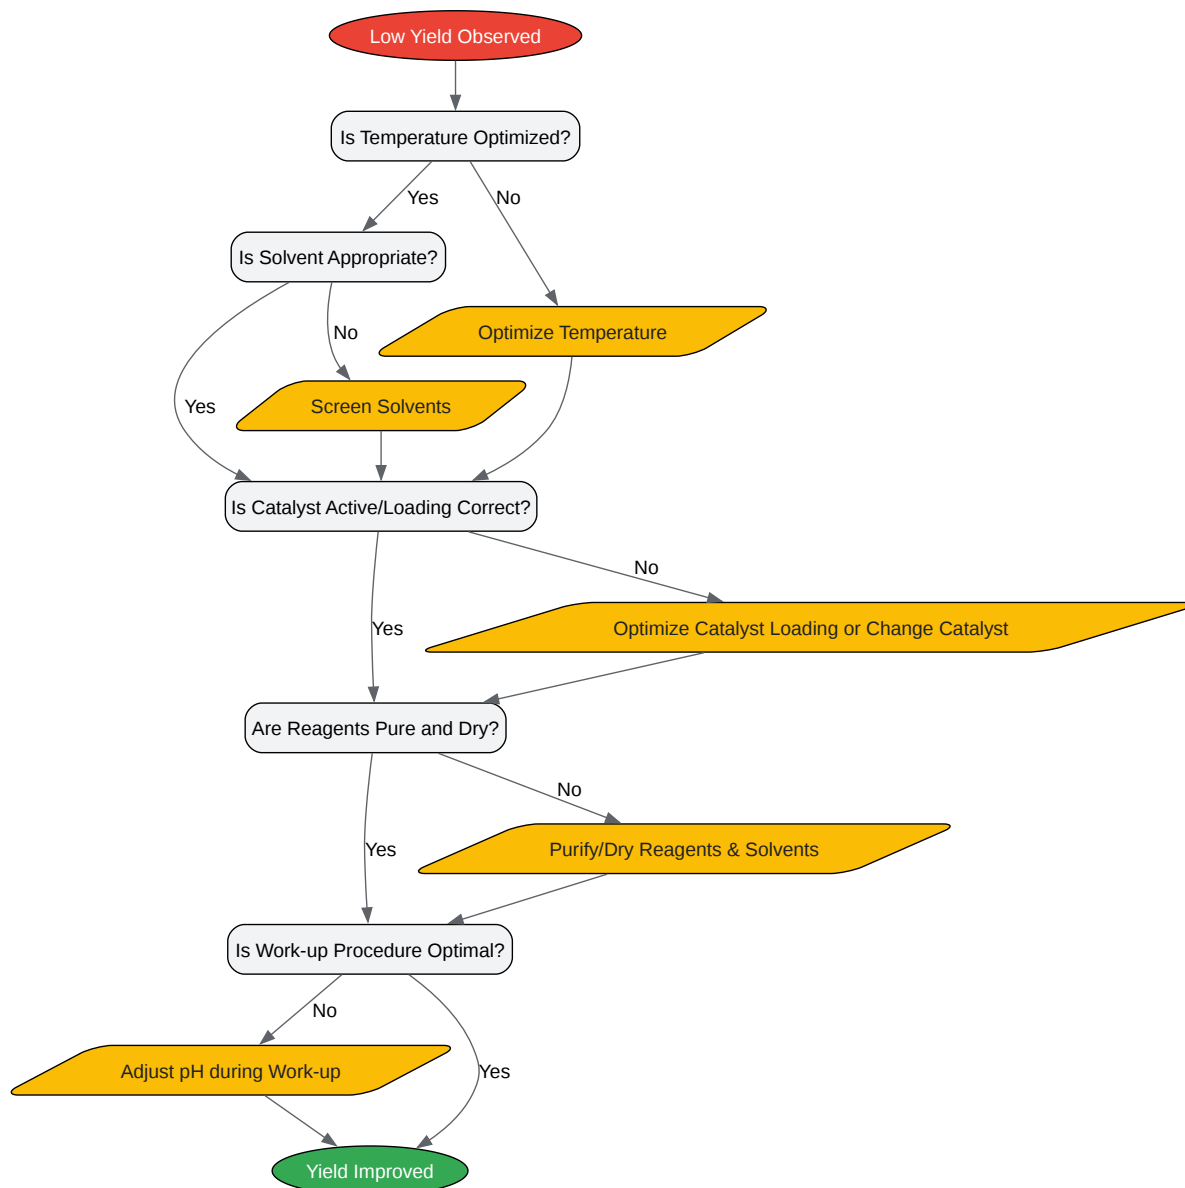 Low Yield Observed
Is Temperature Optimized?
Yes
No
Is Solvent Appropriate?
No
Optimize Temperature
Yes
Screen Solvents
Is Catalyst Active/Loading Correct?
No
Yes
Optimize Catalyst Loading or Change Catalyst
Are Reagents Pure and Dry?
No
Yes
Purify/Dry Reagents & Solvents
Is Work-up Procedure Optimal?
No
Adjust pH during Work-up
Yes
Yield Improved